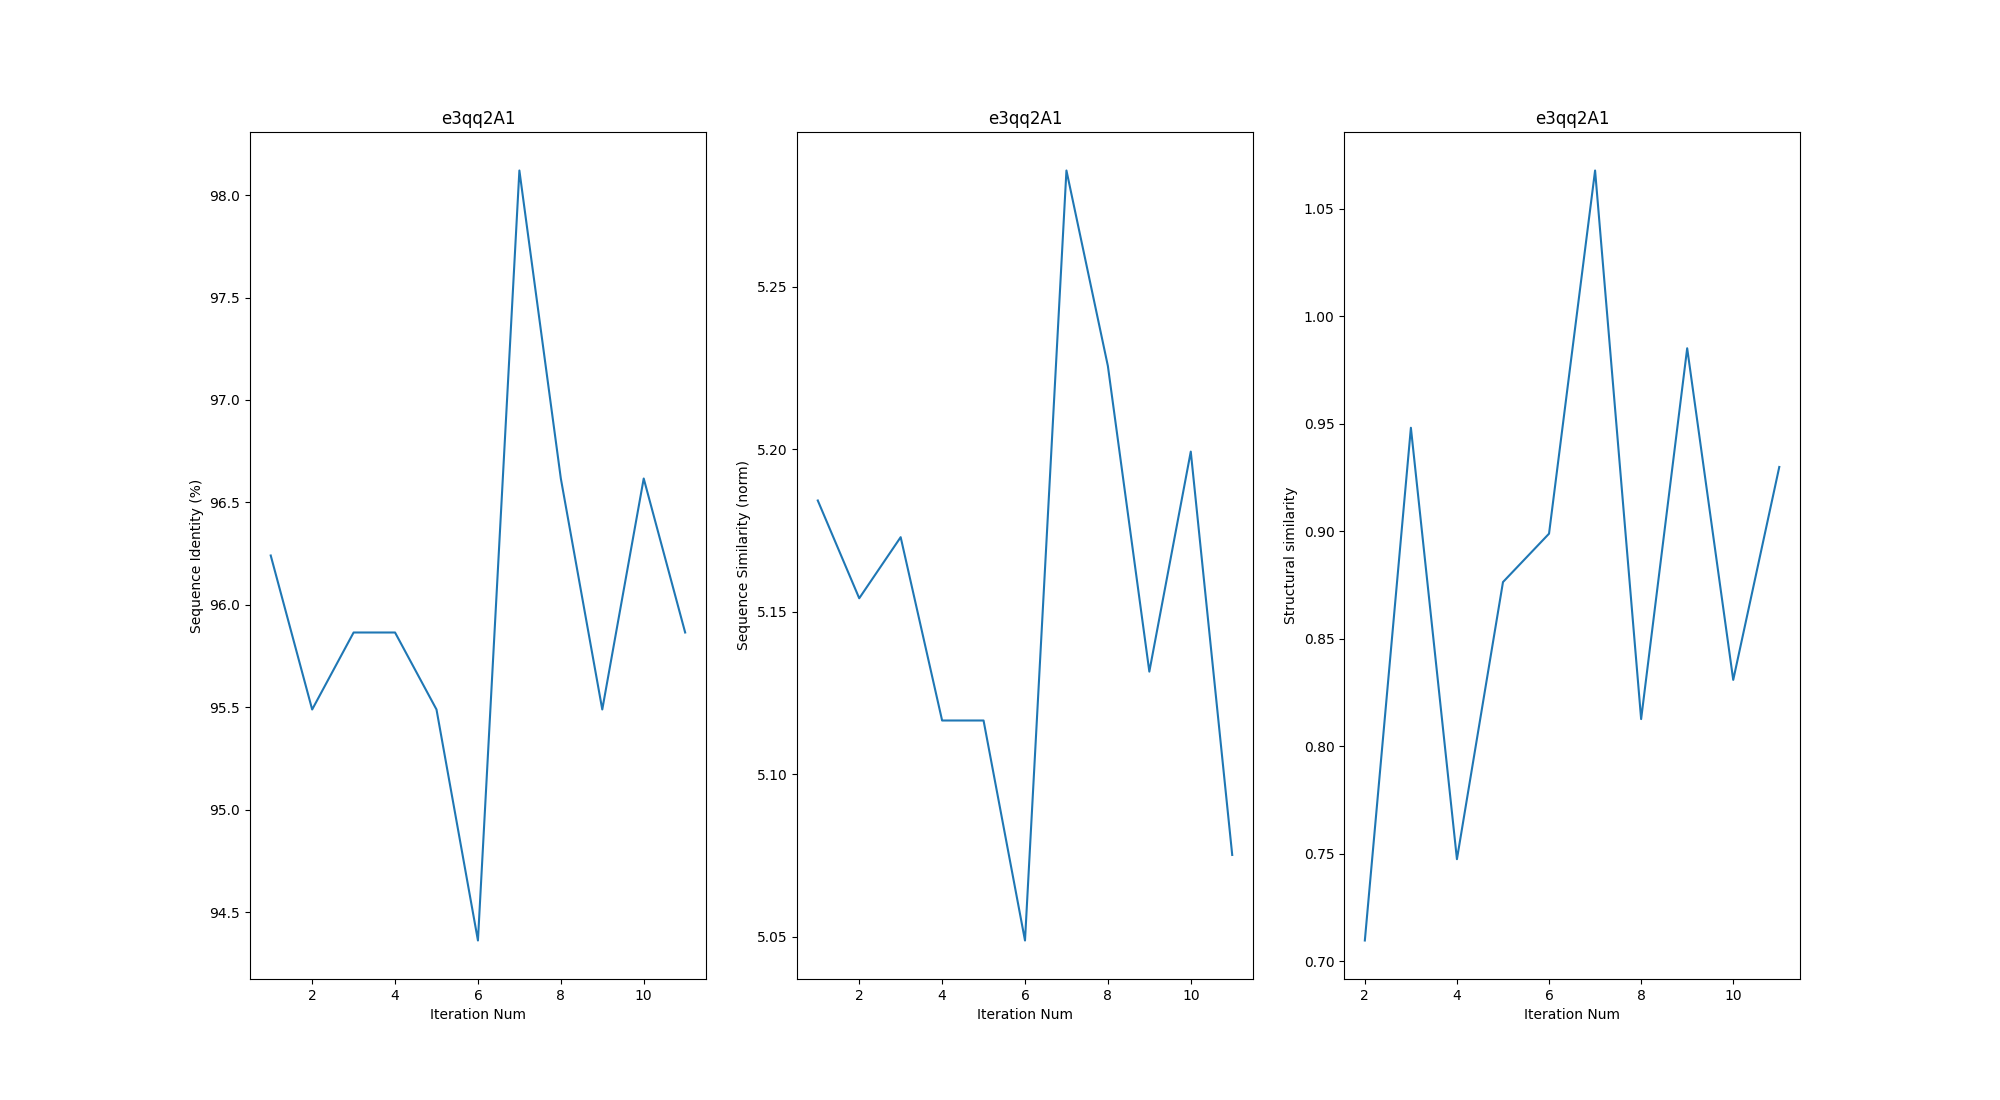 e3qq2A1
98.0
97.5
97.0
96.5
96.0
95.5
95.0
94.5
Sequence Identity (%)
2 4 6 8 10
Iteration Num
e3qq2A1
5.25
5.20
5.15
5.10
5.05
Sequence Similarity (norm)
2 4 6 8 10
Iteration Num
e3qq2A1
1.05
1.00
0.95
0.90
0.85
0.80
0.75
0.70
Structural similarity
2 4 6 8 10
Iteration Num